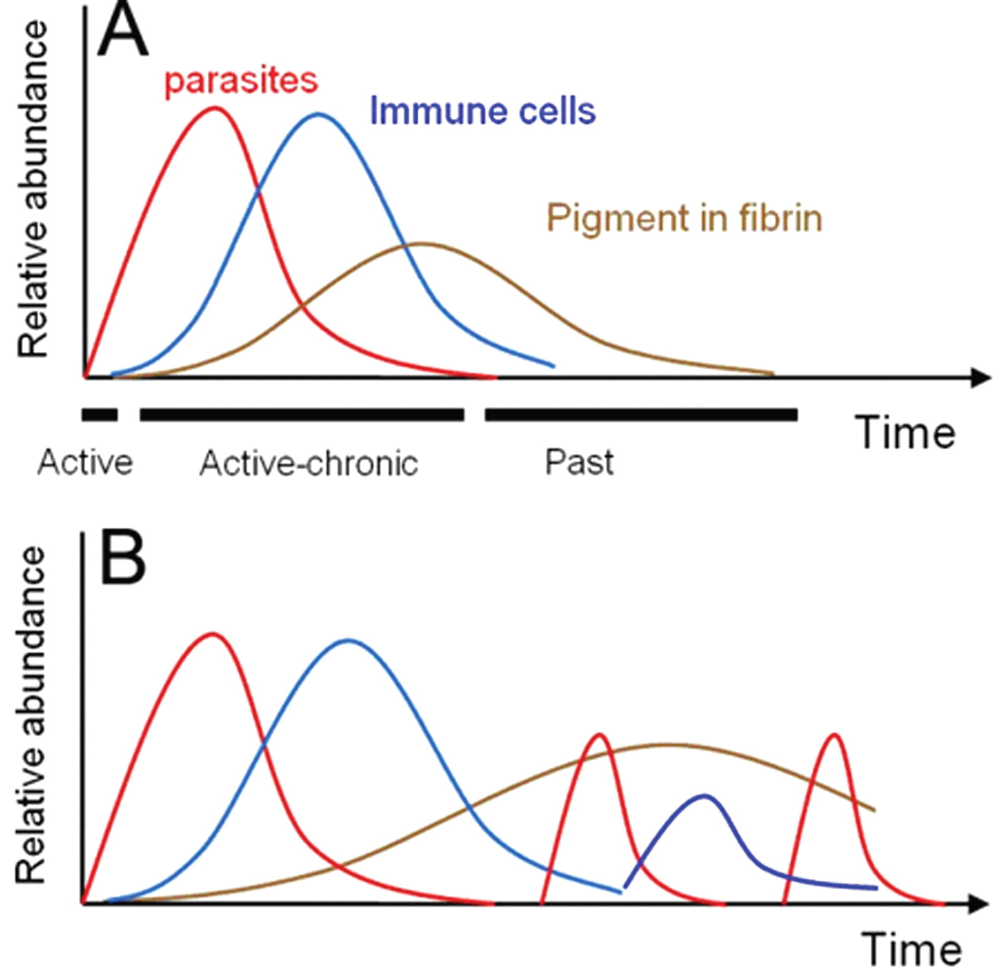 A
Relative abundance
parasites
Immune cells
Pigment in fibrin
Time
Active
Active-chronic
Past
B
Relative abundance
Time